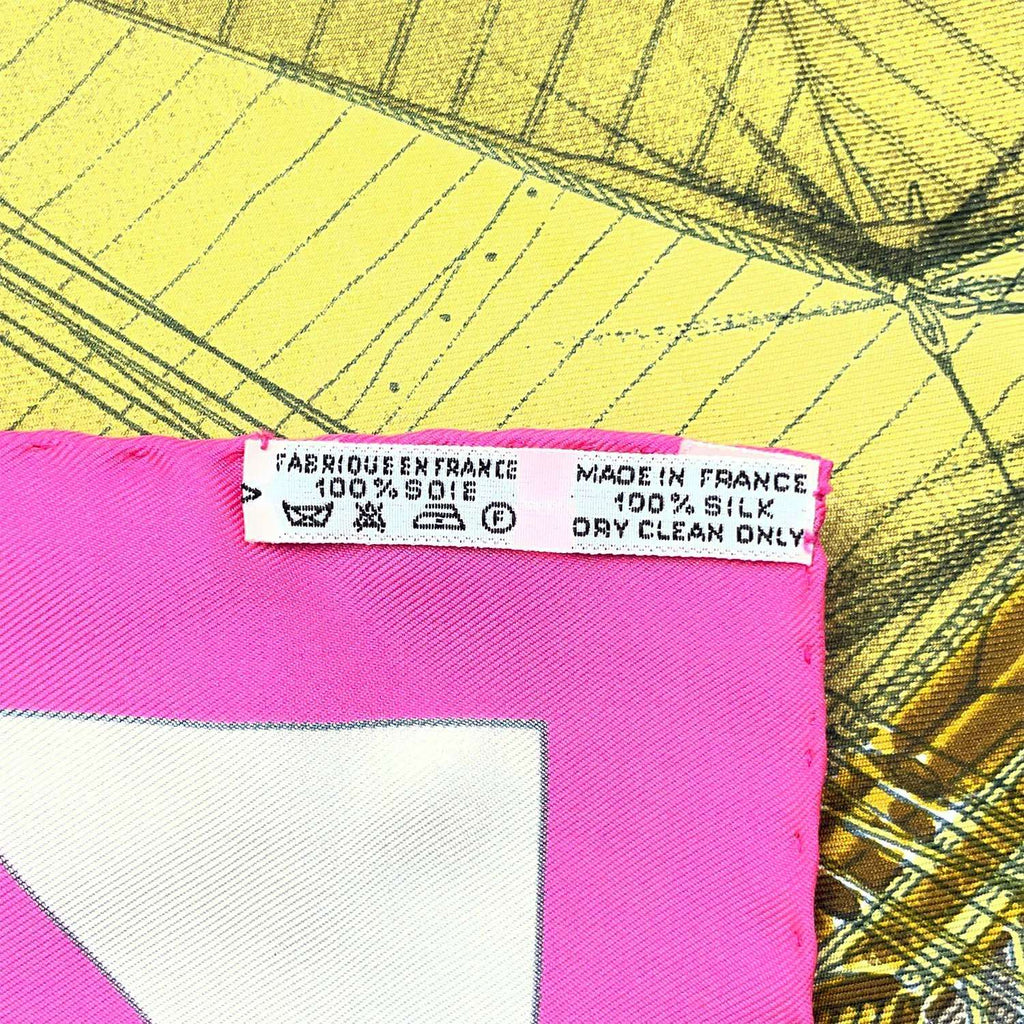 FABRIQUE EN FRANCE
100% SOIE
F
MADE IN FRANCE
100% SILK
DRY CLEAN ONLY